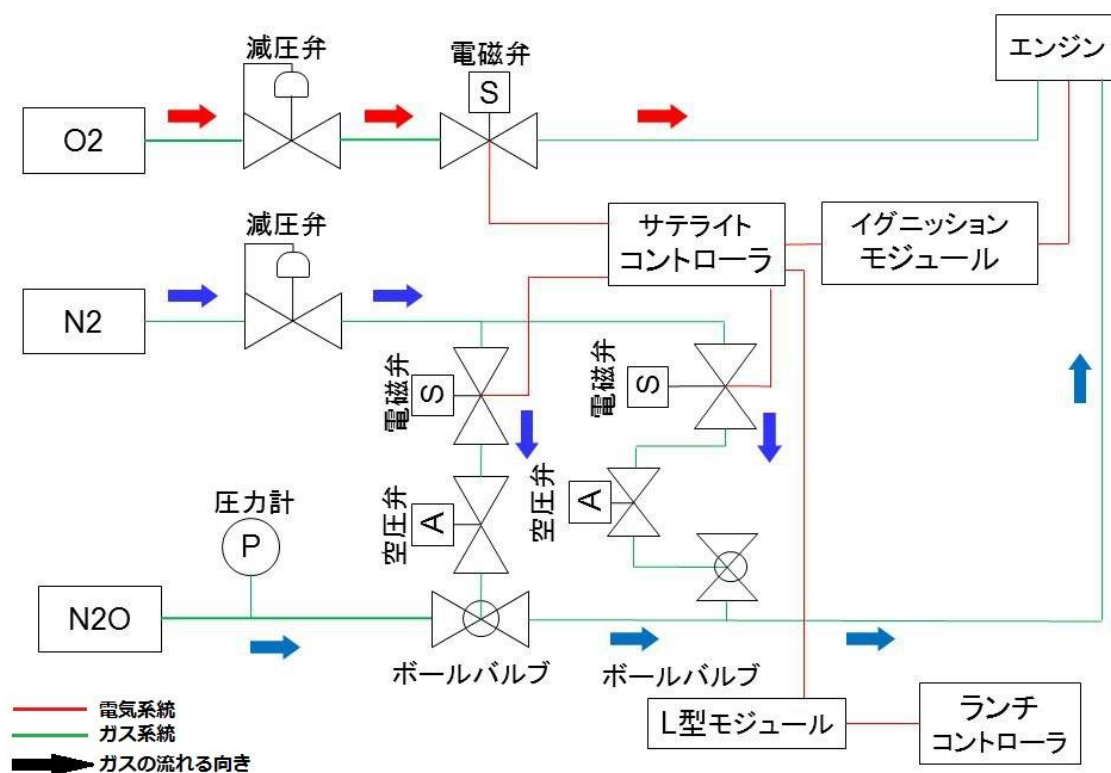 減圧弁
電磁弁
エンジン
S
O2
サテライト
コントローラ
イグニッション
モジュール
減圧弁
N2
電磁弁
S
電磁弁
S
圧力計
P
空圧弁
A
空圧弁
A
N2O
ボールバルブ
ボールバルブ
L型モジュール
ランチ
コントローラ
電気系統
ガス系統
ガスの流れる向き